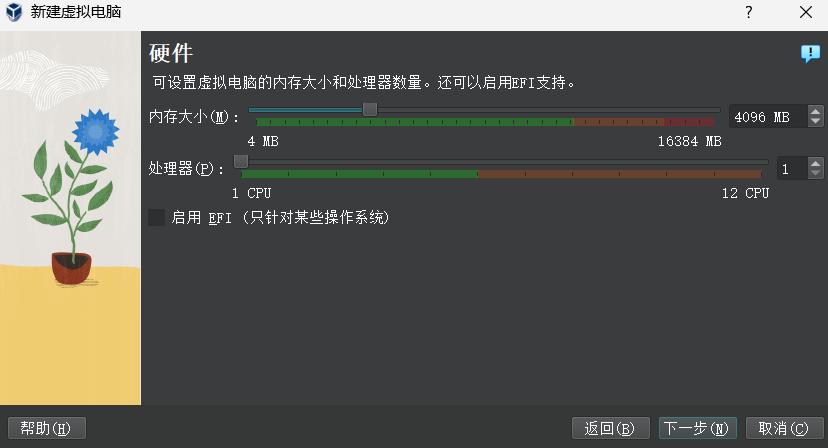 新建虚拟电脑
?
硬件
可设置虚拟电脑的内存大小和处理器数量。还可以启用EFI支持。
内存大小(M): 4096 MB
4 MB 16384 MB
处理器(P): 1
1 CPU 12 CPU
启用 EFI (只针对某些操作系统)
帮助(H) 返回(B) 下一步(N) 取消(C)